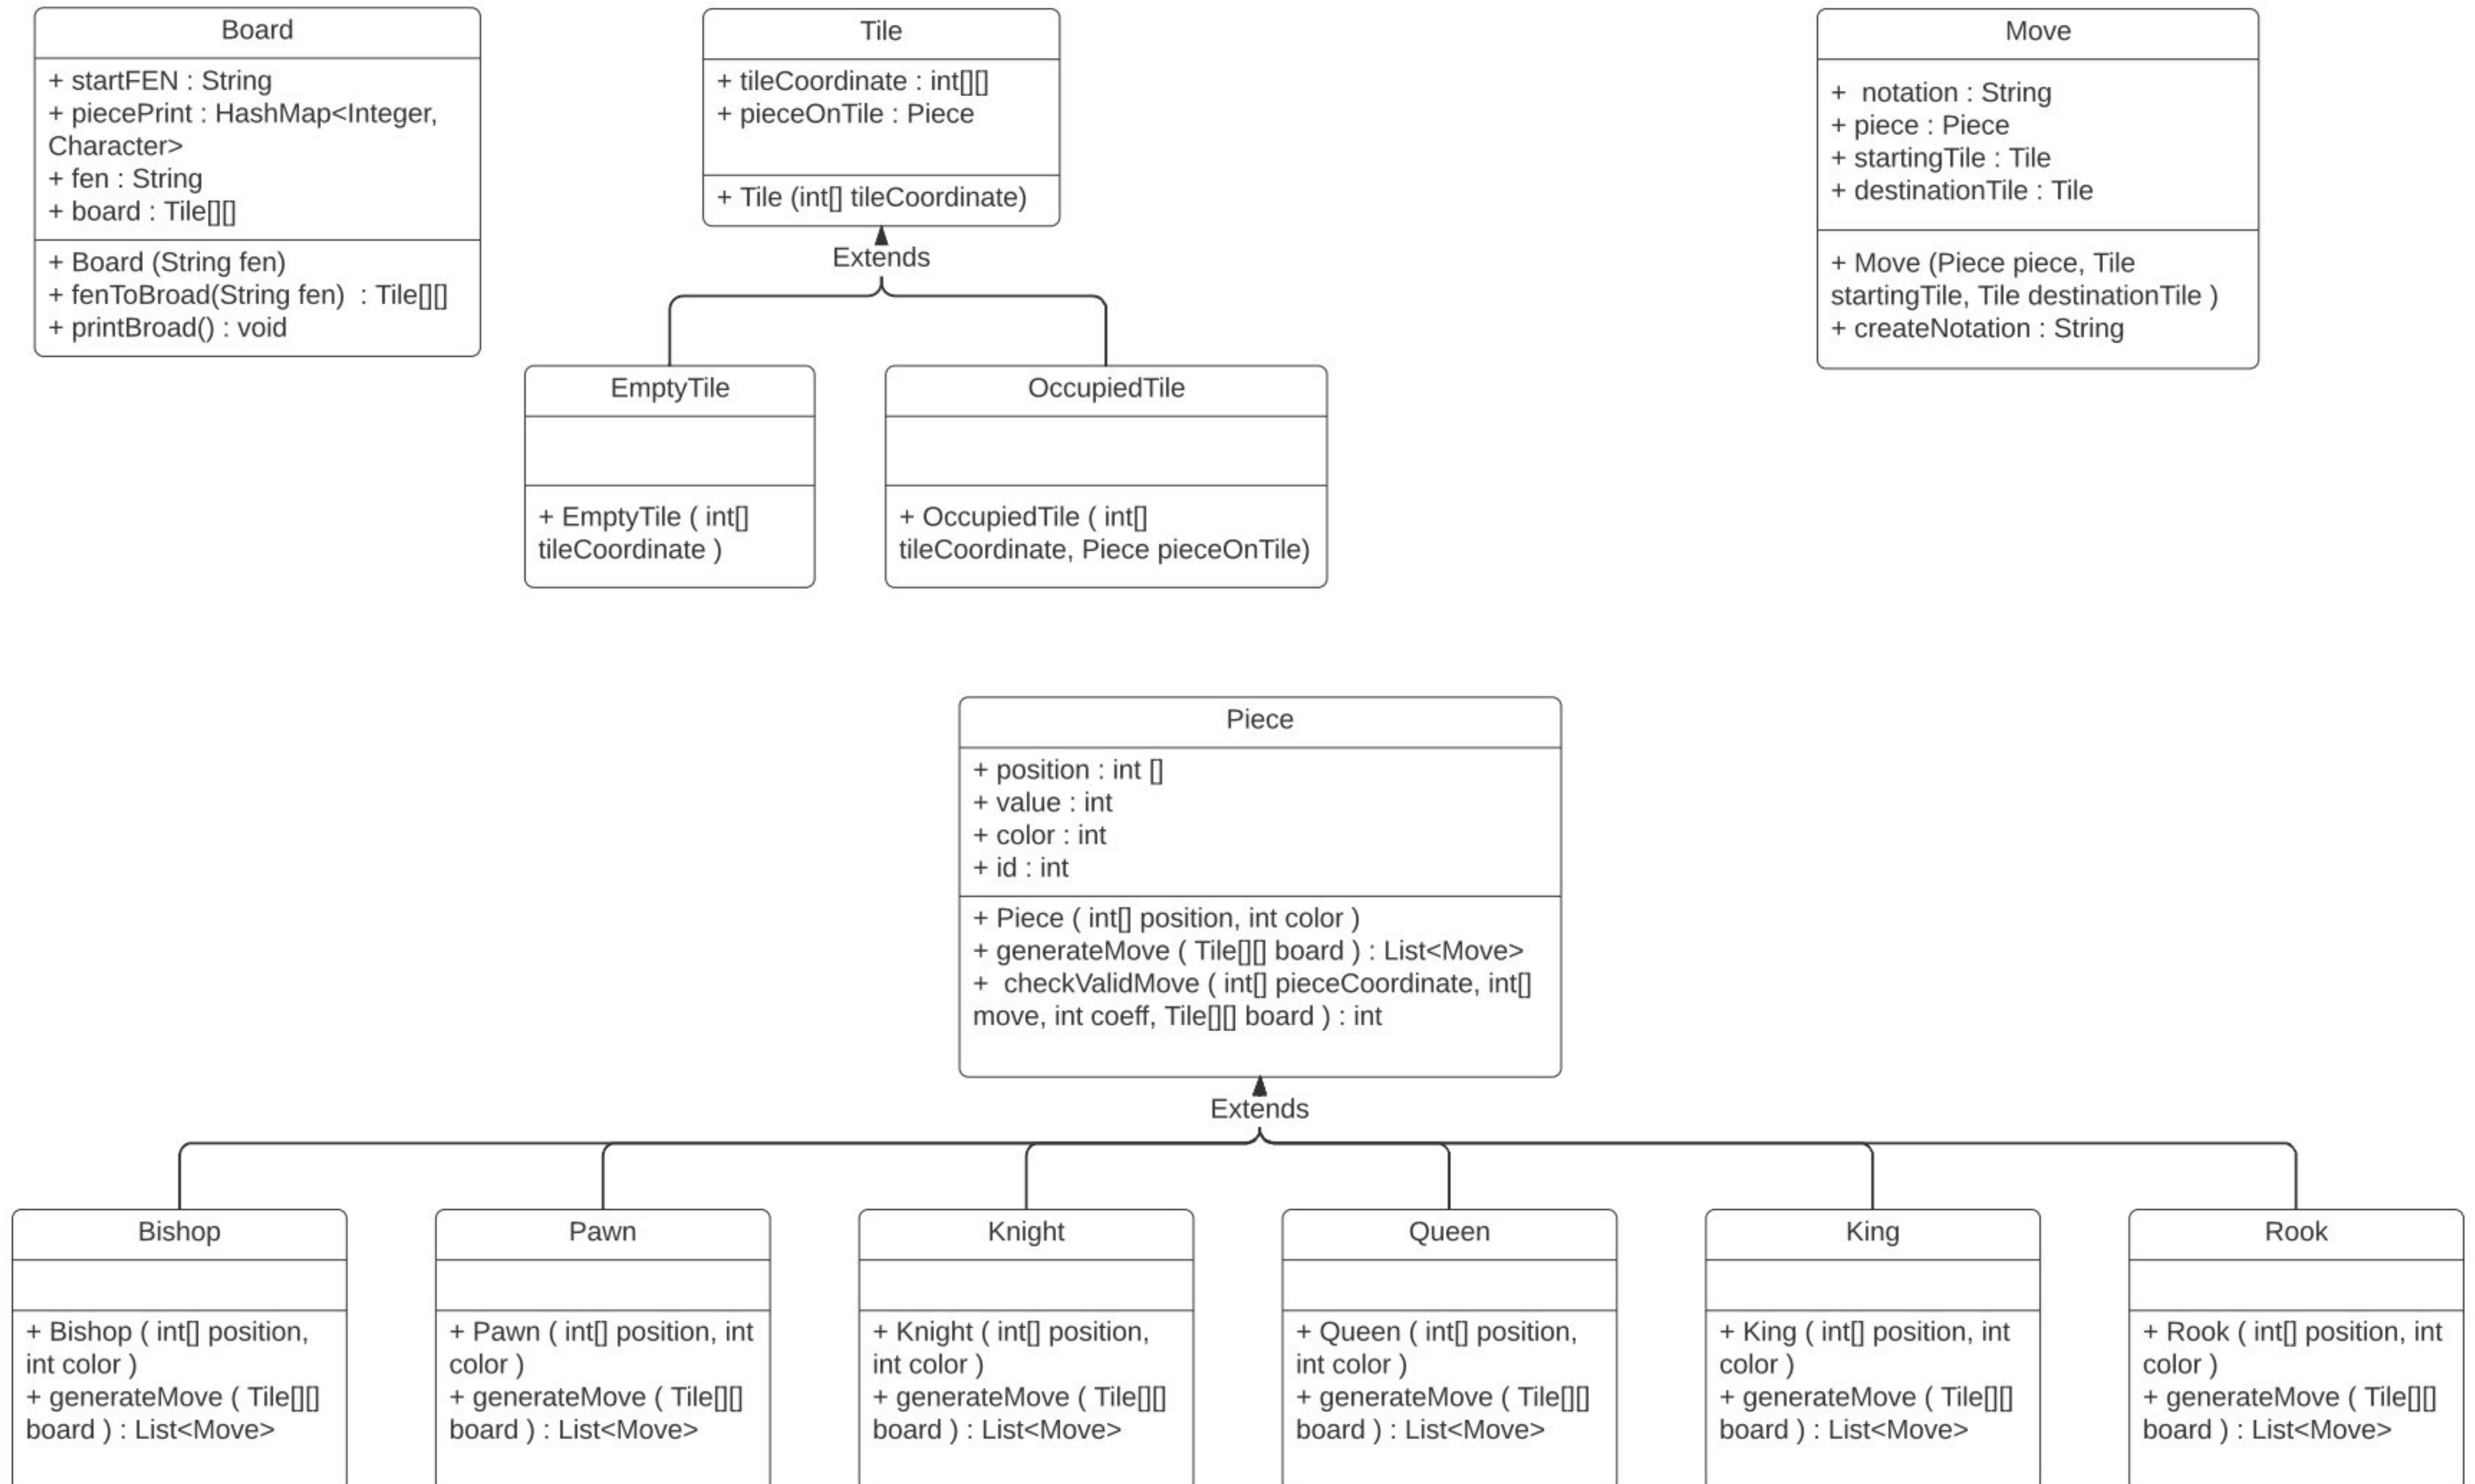 Board
+ startFEN : String
+ piecePrint : HashMap<Integer,
Character>
+ fen : String
+ board : Tile[][]
+ Board (String fen)
+ fenToBroad(String fen)  : Tile[][]
+ printBroad() : void
Tile
+ tileCoordinate : int[][]
+ pieceOnTile : Piece
+ Tile (int[] tileCoordinate)
Extends
EmptyTile
+ EmptyTile ( int[]
tileCoordinate )
OccupiedTile
+ OccupiedTile ( int[]
tileCoordinate, Piece pieceOnTile)
Move
+  notation : String
+ piece : Piece
+ startingTile : Tile
+ destinationTile : Tile
+ Move (Piece piece, Tile
startingTile, Tile destinationTile )
+ createNotation : String
Piece
+ position : int []
+ value : int
+ color : int
+ id : int
+ Piece ( int[] position, int color )
+ generateMove ( Tile[][] board ) : List<Move>
+  checkValidMove ( int[] pieceCoordinate, int[]
move, int coeff, Tile[][] board ) : int
Extends
Bishop
+ Bishop ( int[] position,
int color )
+ generateMove ( Tile[][]
board ) : List<Move>
Pawn
+ Pawn ( int[] position, int
color )
+ generateMove ( Tile[][]
board ) : List<Move>
Knight
+ Knight ( int[] position,
int color )
+ generateMove ( Tile[][]
board ) : List<Move>
Queen
+ Queen ( int[] position,
int color )
+ generateMove ( Tile[][]
board ) : List<Move>
King
+ King ( int[] position, int
color )
+ generateMove ( Tile[][]
board ) : List<Move>
Rook
+ Rook ( int[] position, int
color )
+ generateMove ( Tile[][]
board ) : List<Move>